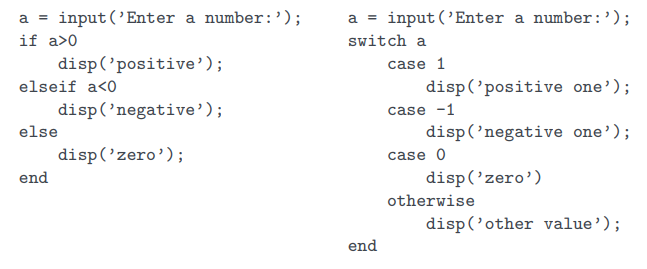 a = input(’Enter a number:’);
if a>0
    disp(’positive’);
elseif a<0
    disp(’negative’);
else
    disp(’zero’);
end
a = input(’Enter a number:’);
switch a
    case 1
        disp(’positive one’);
    case -1
        disp(’negative one’);
    case 0
        disp(’zero’)
    otherwise
        disp(’other value’);
end